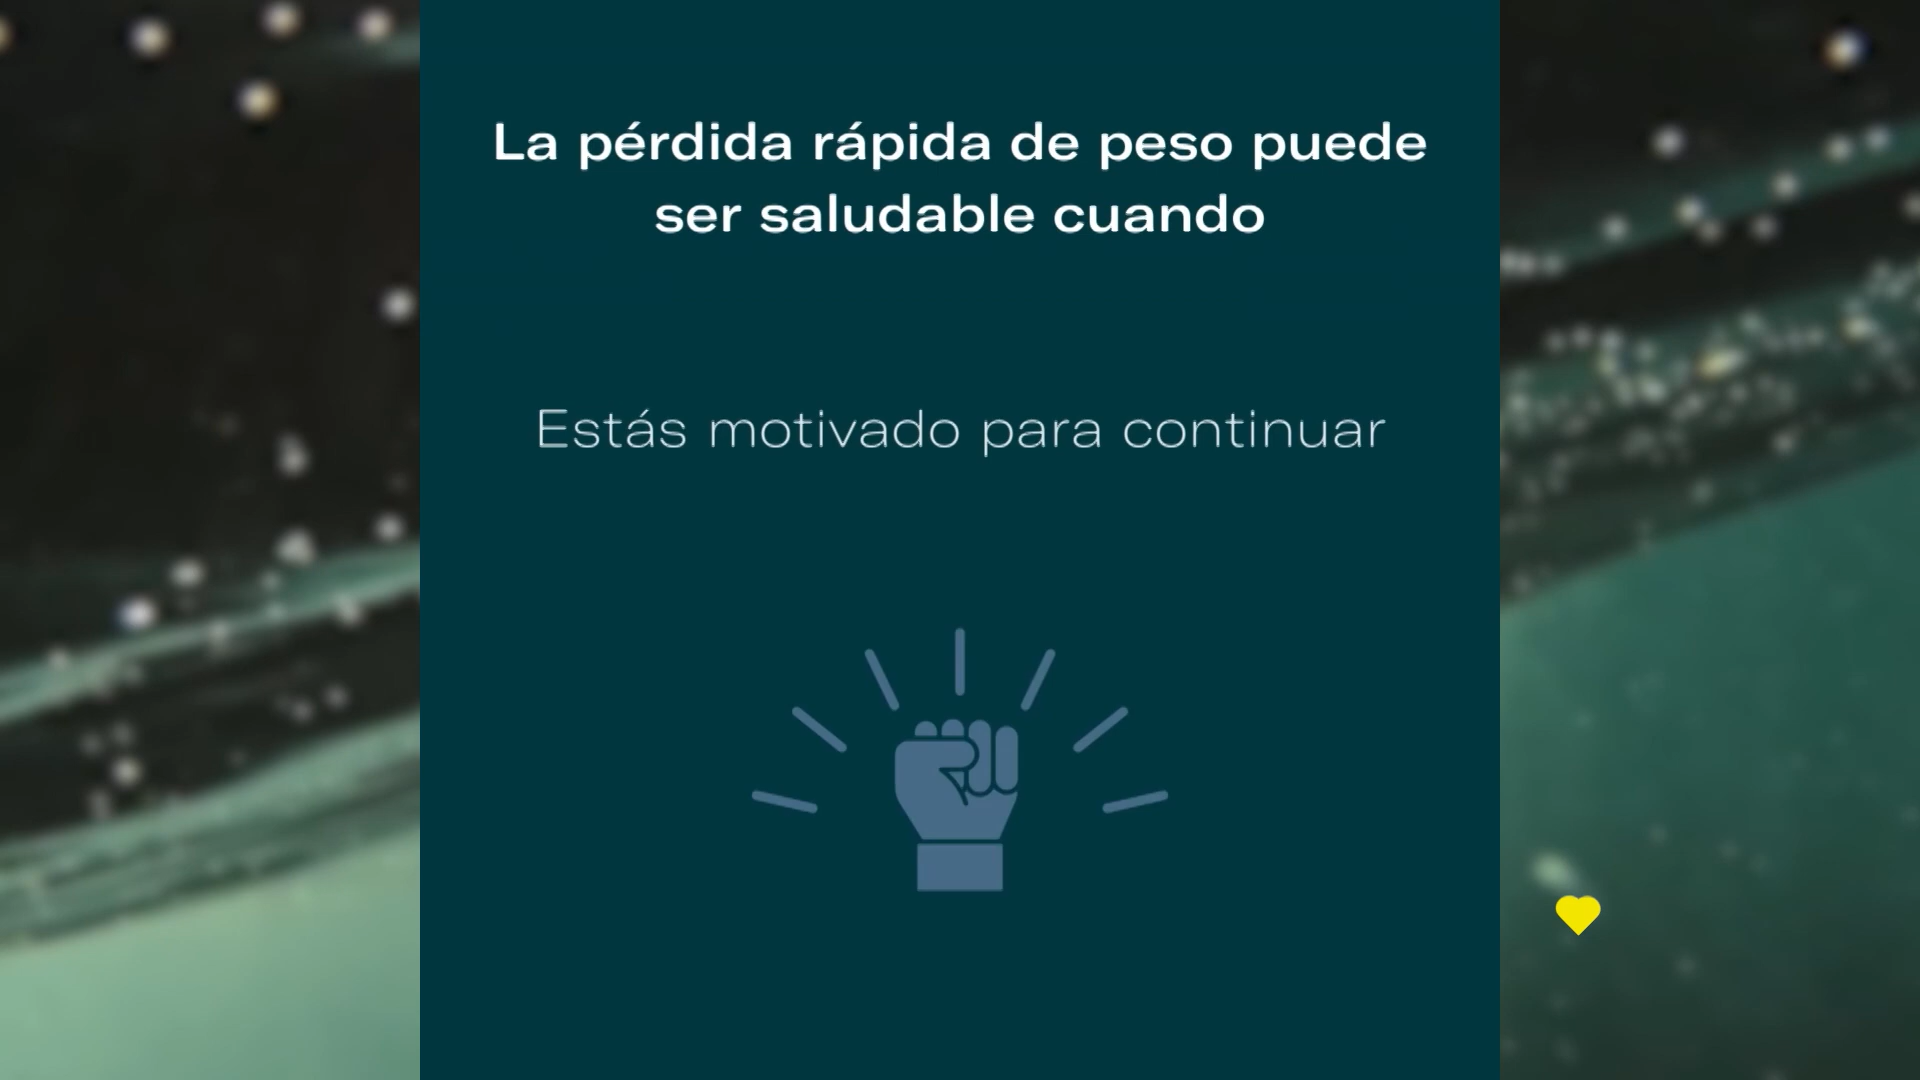 La pérdida rápida de peso puede
ser saludable cuando
Estás motivado para continuar